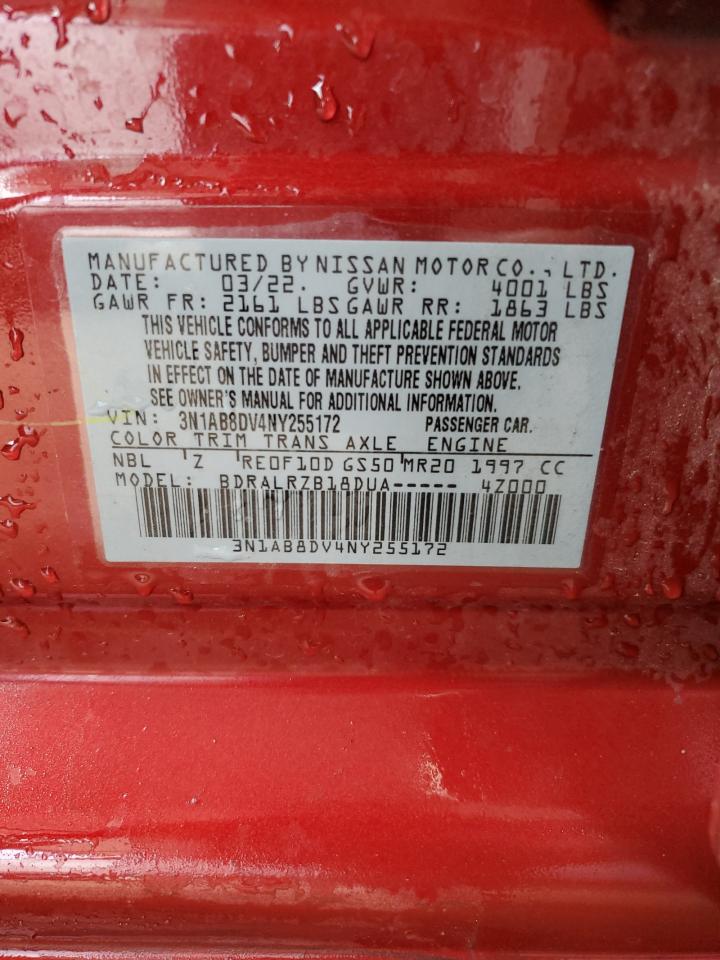 MANUFACTURED BY NISSAN MOTOR CO., LTD.
DATE: 03/22. GVWR: 4001 LBS
GAWR FR: 2161 LBS GAWR RR: 1863 LBS
THIS VEHICLE CONFORMS TO ALL APPLICABLE FEDERAL MOTOR
VEHICLE SAFETY, BUMPER AND THEFT PREVENTION STANDARDS
IN EFFECT ON THE DATE OF MANUFACTURE SHOWN ABOVE.
SEE OWNER'S MANUAL FOR ADDITIONAL INFORMATION.
VIN: 3N1AB8DV4NY255172 PASSENGER CAR.
COLOR TRIM TRANS AXLE ENGINE
NBL Z RE0F10D GS50 MR20 1997 CC
MODEL: BDRALRZB18DUA----- 4Z000
3N1AB8DV4NY255172